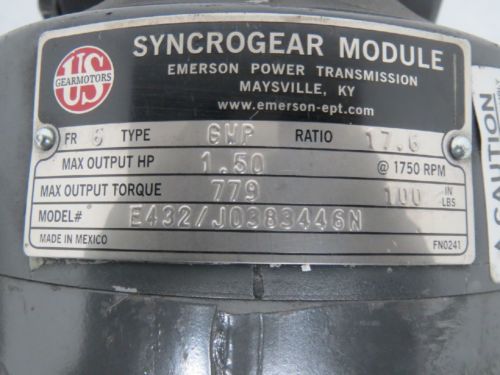 US
GEARMOTORS
SYNCROGEAR MODULE
EMERSON POWER TRANSMISSION
MAYSVILLE, KY
www.emerson-ept.com
FR 6 TYPE GWP RATIO 17.6
MAX OUTPUT HP 1.50 @ 1750 RPM
MAX OUTPUT TORQUE 779 100 IN LBS
MODEL# E432/J0389446N
MADE IN MEXICO FN0241
CAUTION